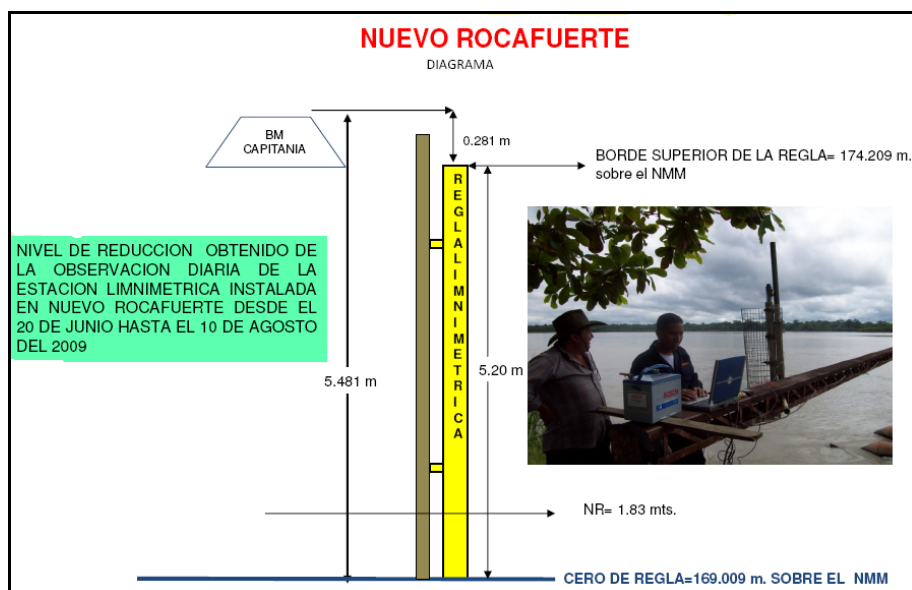 NUEVO ROCAFUERTE
DIAGRAMA
BM
CAPITANIA
0.281 m
BORDE SUPERIOR DE LA REGLA= 174.209 m.
sobre el NMM
REGLA LIMNIMETRICA
NIVEL DE REDUCCION OBTENIDO DE
LA OBSERVACION DIARIA DE LA
ESTACION LIMNIMETRICA INSTALADA
EN NUEVO ROCAFUERTE DESDE EL
20 DE JUNIO HASTA EL 10 DE AGOSTO
DEL 2009
5.481 m
5.20 m
NR= 1.83 mts.
CERO DE REGLA=169.009 m. SOBRE EL NMM